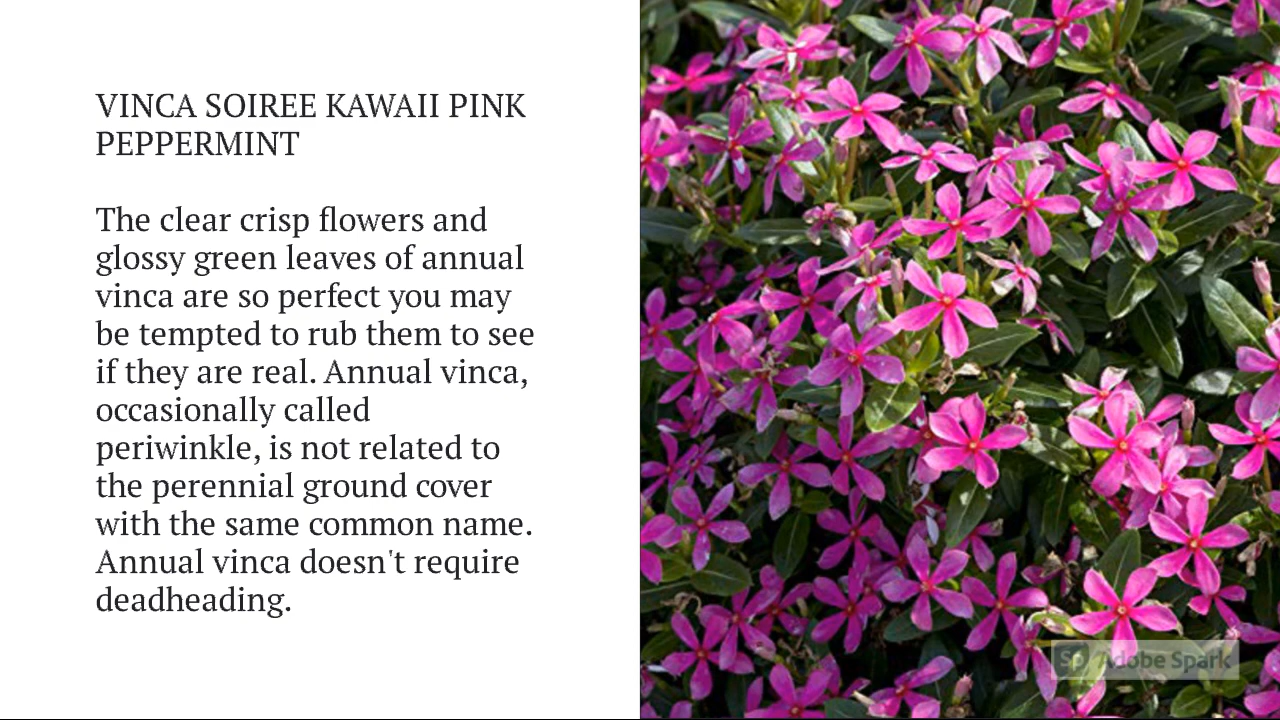 VINCA SOIREE KAWAII PINK
PEPPERMINT
The clear crisp flowers and
glossy green leaves of annual
vinca are so perfect you may
be tempted to rub them to see
if they are real. Annual vinca,
occasionally called
periwinkle, is not related to
the perennial ground cover
with the same common name.
Annual vinca doesn't require
deadheading.
Sp Adobe Spark